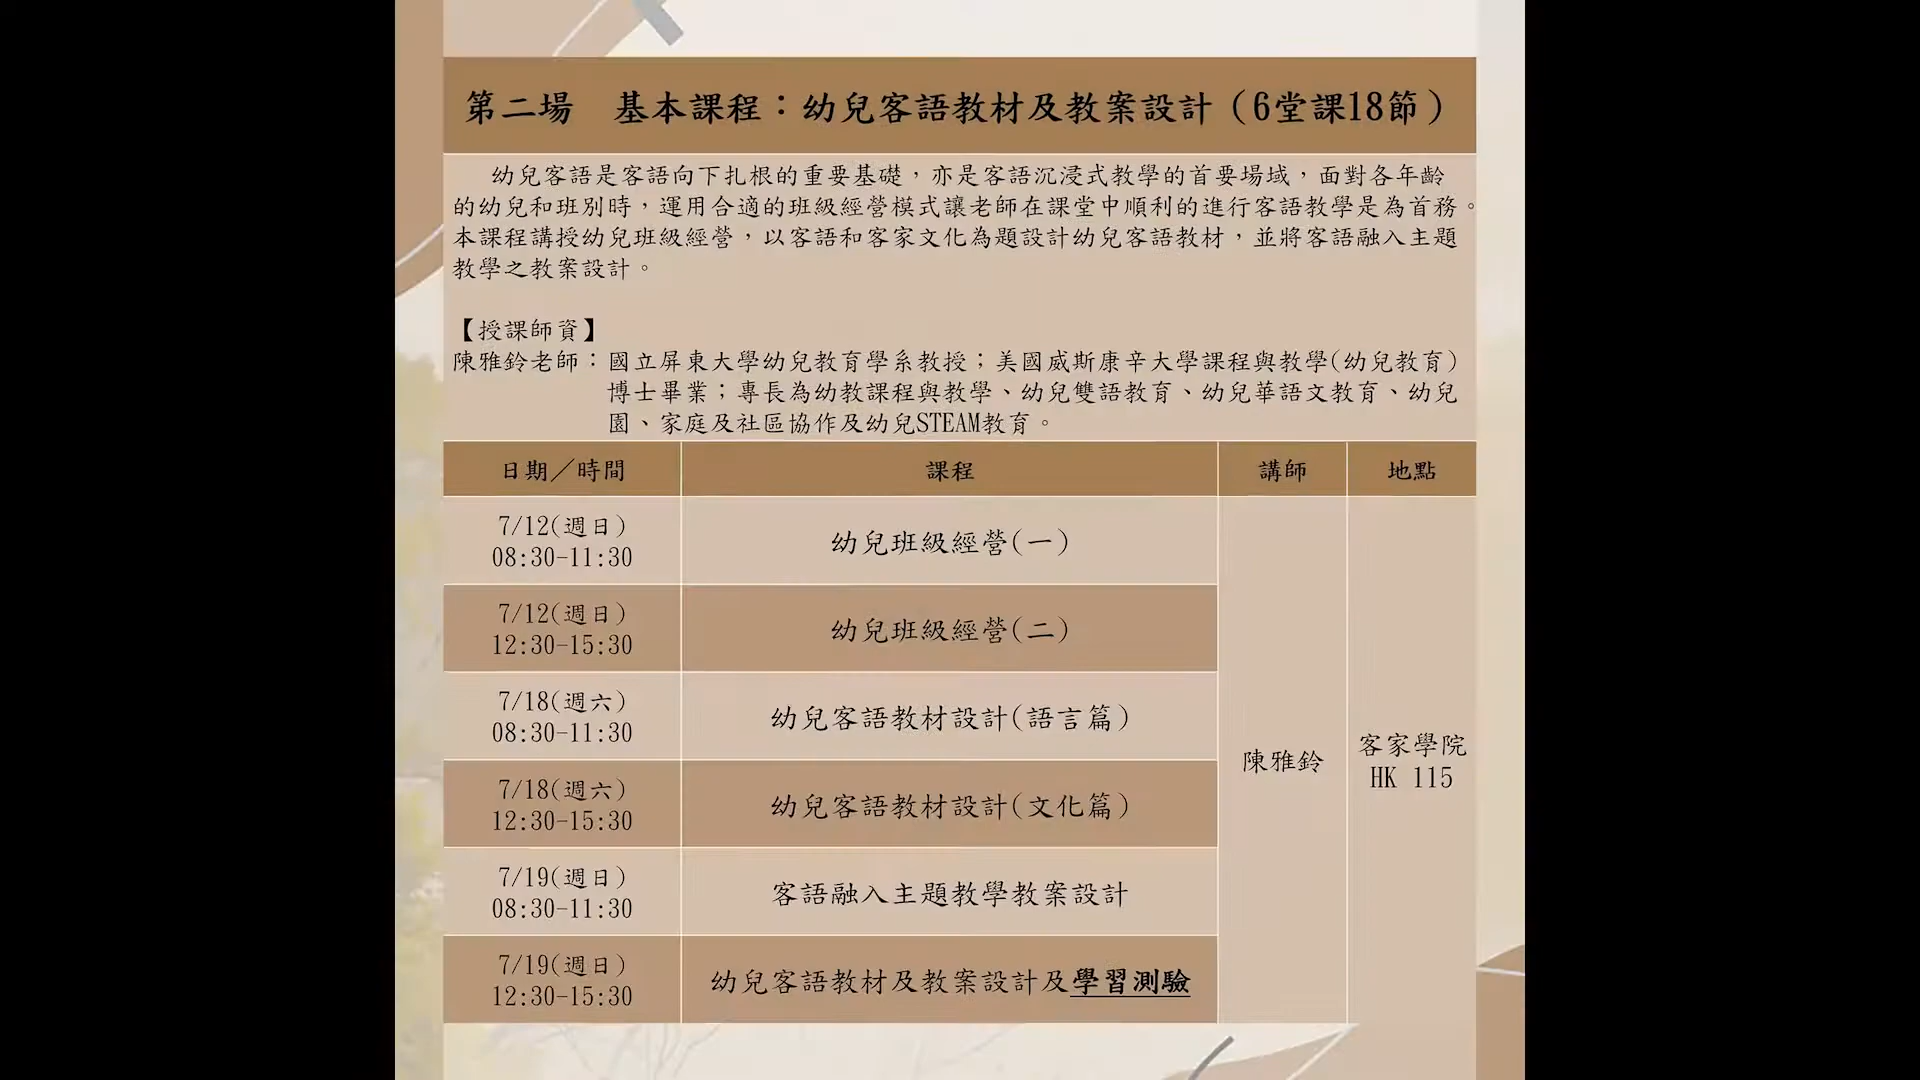 第二場　基本課程：幼兒客語教材及教案設計（6堂課18節）
幼兒客語是客語向下扎根的重要基礎，亦是客語沉浸式教學的首要場域，面對各年齡
的幼兒和班別時，運用合適的班級經營模式讓老師在課堂中順利的進行客語教學是為首務。
本課程講授幼兒班級經營，以客語和客家文化為題設計幼兒客語教材，並將客語融入主題
教學之教案設計。
【授課師資】
陳雅鈴老師：國立屏東大學幼兒教育學系教授；美國威斯康辛大學課程與教學(幼兒教育)
博士畢業；專長為幼教課程與教學、幼兒雙語教育、幼兒華語文教育、幼兒
園、家庭及社區協作及幼兒STEAM教育。
日期／時間　課程　講師　地點
7/12(週日)
08:30-11:30
幼兒班級經營(一)
7/12(週日)
12:30-15:30
幼兒班級經營(二)
7/18(週六)
08:30-11:30
幼兒客語教材設計(語言篇)
7/18(週六)
12:30-15:30
幼兒客語教材設計(文化篇)
7/19(週日)
08:30-11:30
客語融入主題教學教案設計
7/19(週日)
12:30-15:30
幼兒客語教材及教案設計及學習測驗
陳雅鈴
客家學院
HK 115